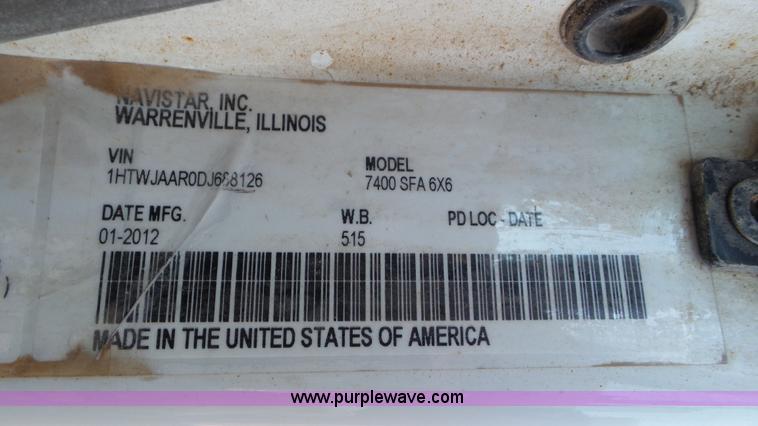 NAVISTAR, INC.
WARRENVILLE, ILLINOIS
VIN MODEL
7400 SFA 6X6
DATE MFG. W.B. PD LOC - DATE
01-2012 515
MADE IN THE UNITED STATES OF AMERICA
www.purplewave.com